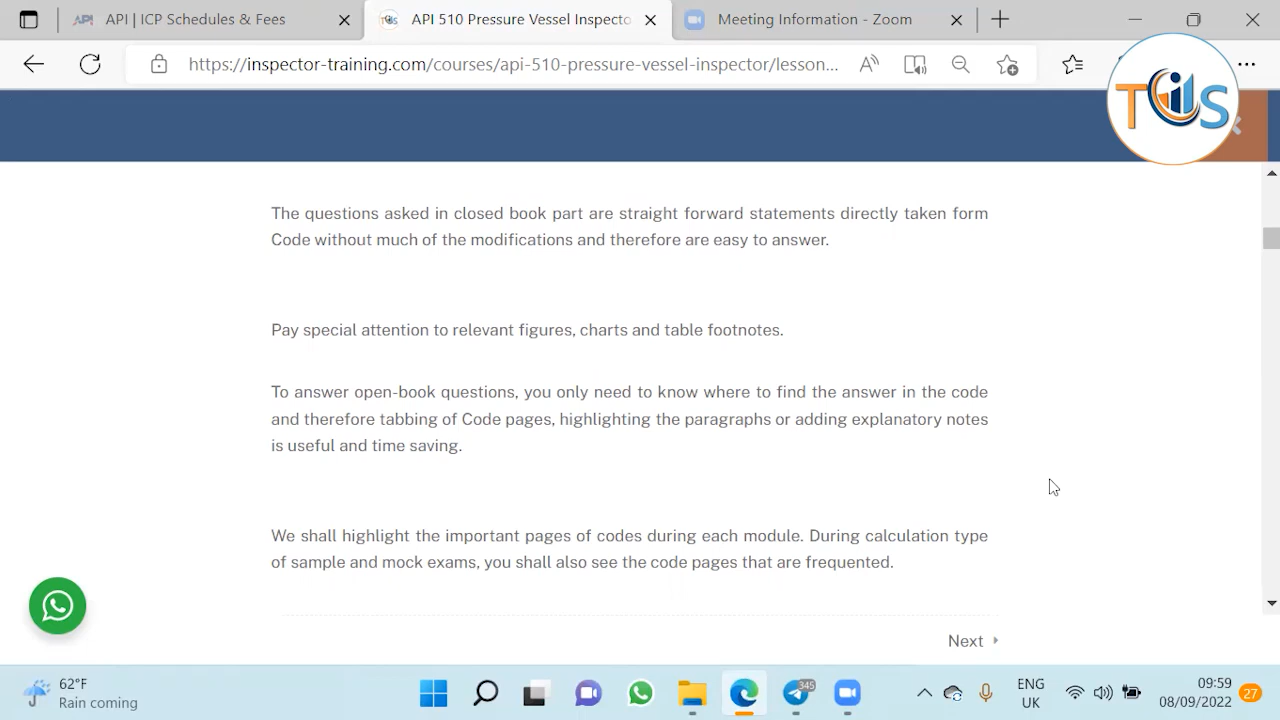 API | ICP Schedules & Fees
API 510 Pressure Vessel Inspecto
Meeting Information - Zoom
https://inspector-training.com/courses/api-510-pressure-vessel-inspector/lesson...
TCIS
The questions asked in closed book part are straight forward statements directly taken form
Code without much of the modifications and therefore are easy to answer.
Pay special attention to relevant figures, charts and table footnotes.
To answer open-book questions, you only need to know where to find the answer in the code
and therefore tabbing of Code pages, highlighting the paragraphs or adding explanatory notes
is useful and time saving.
We shall highlight the important pages of codes during each module. During calculation type
of sample and mock exams, you shall also see the code pages that are frequented.
Next
62°F
Rain coming
345
ENG
UK
09:59
08/09/2022
27